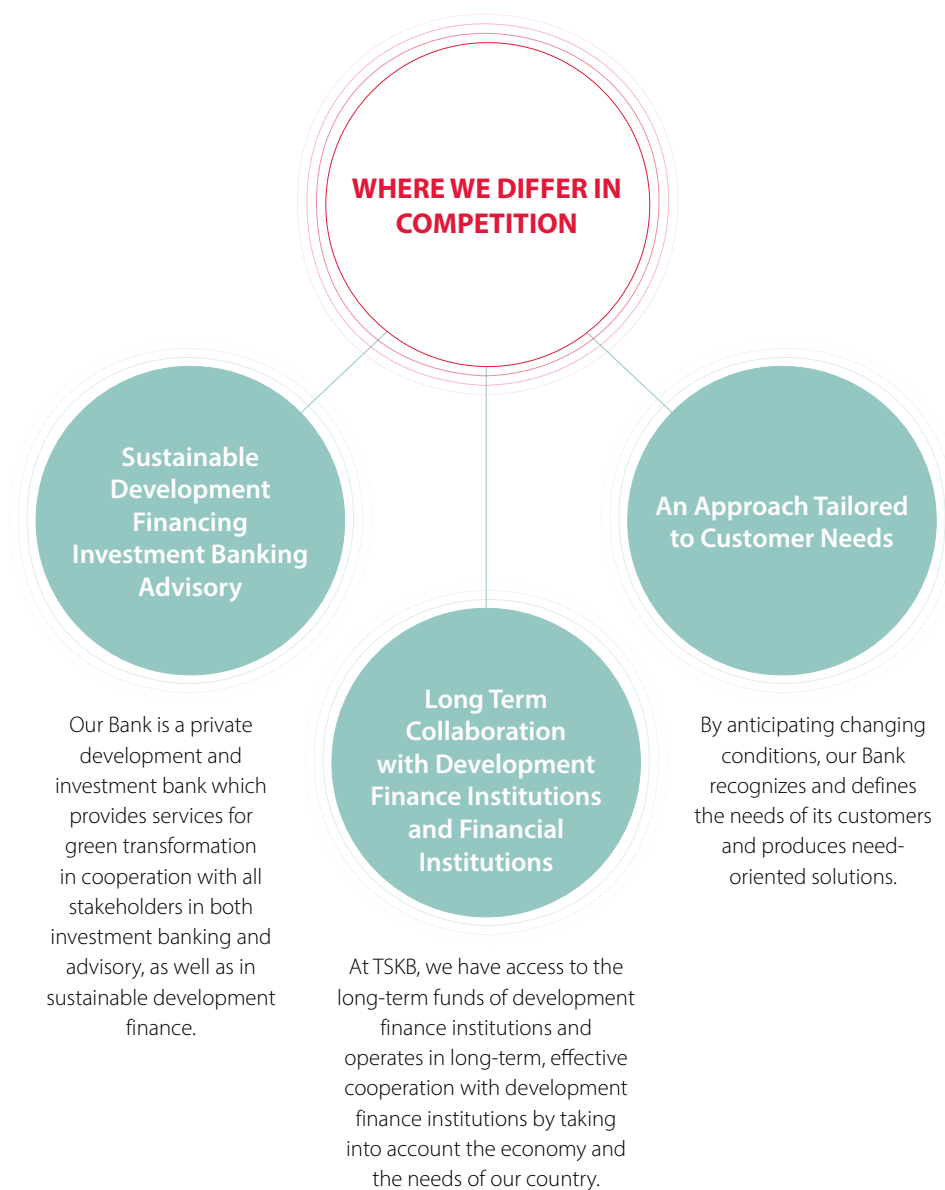 WHERE WE DIFFER IN
COMPETITION
Sustainable
Development
Financing
Investment Banking
Advisory
Our Bank is a private
development and
investment bank which
provides services for
green transformation
in cooperation with all
stakeholders in both
investment banking and
advisory, as well as in
sustainable development
finance.
Long Term
Collaboration
with Development
Finance Institutions
and Financial
Institutions
At TSKB, we have access to the
long-term funds of development
finance institutions and
operates in long-term, effective
cooperation with development
finance institutions by taking
into account the economy and
the needs of our country.
An Approach Tailored
to Customer Needs
By anticipating changing
conditions, our Bank
recognizes and defines
the needs of its customers
and produces need-
oriented solutions.